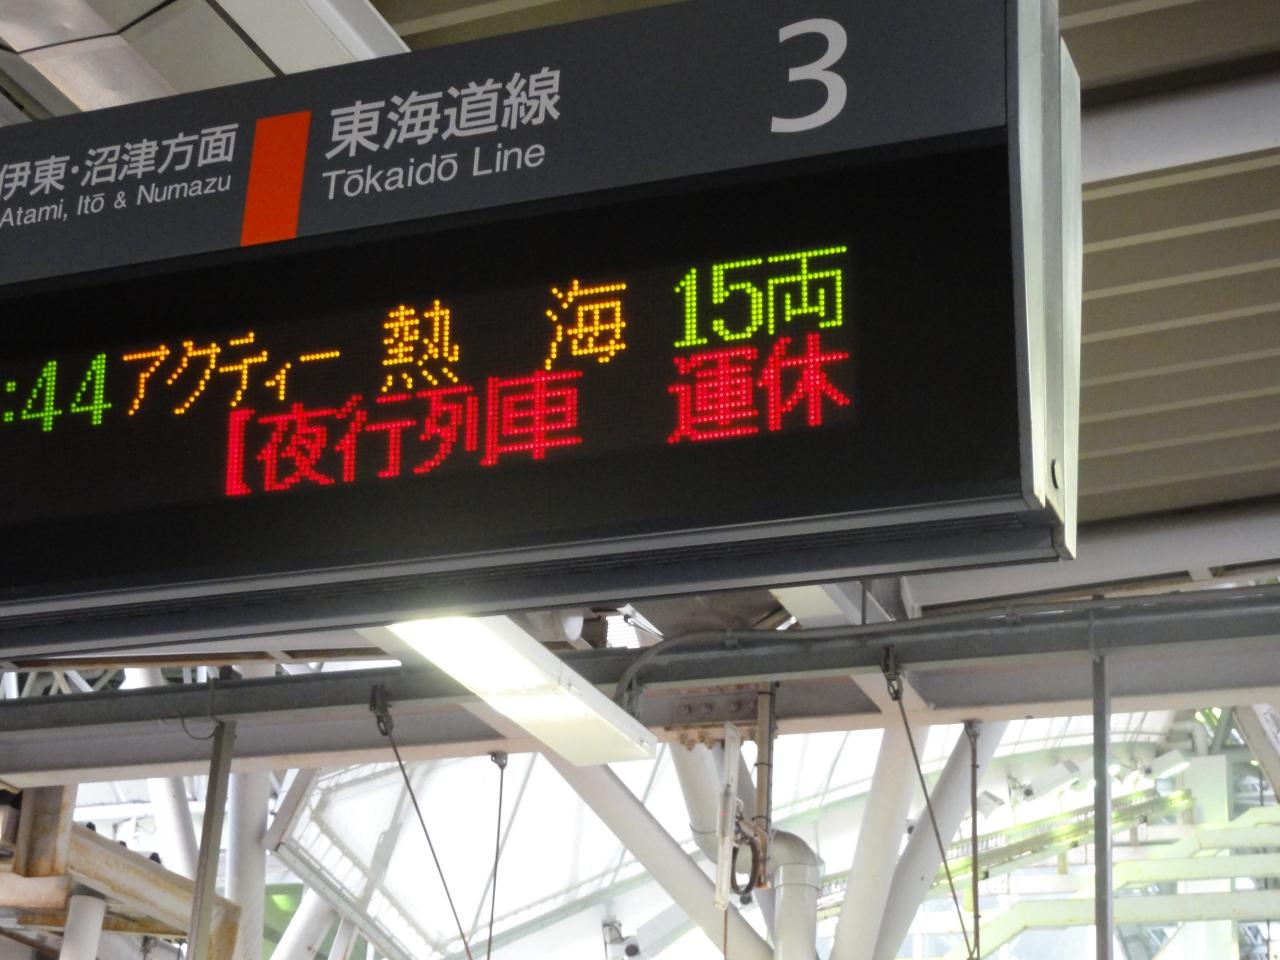 伊東・沼津方面
Atami, Itō & Numazu
東海道線
Tōkaidō Line
3
:44 アクティー 熱海 15両
【夜行列車 運休